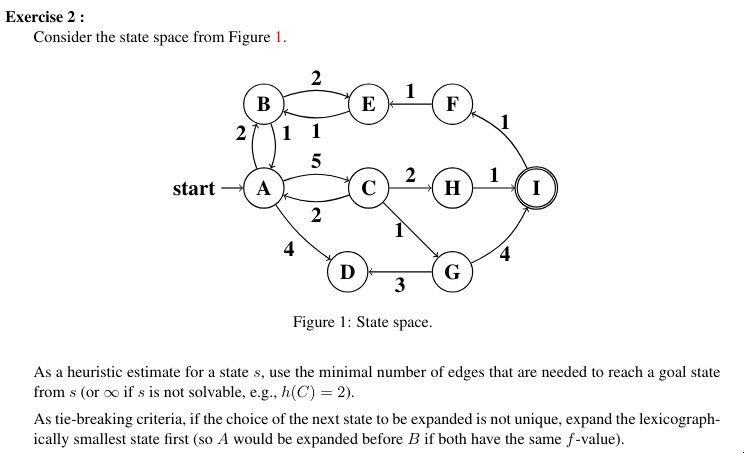 Exercise 2 :
Consider the state space from Figure 1.
2
B
E
1
F
2
1
1
1
5
start
A
C
2
H
1
I
2
1
4
4
D
3
G
Figure 1: State space.
As a heuristic estimate for a state s, use the minimal number of edges that are needed to reach a goal state
from s (or ∞ if s is not solvable, e.g., h(C) = 2).
As tie-breaking criteria, if the choice of the next state to be expanded is not unique, expand the lexicograph-
ically smallest state first (so A would be expanded before B if both have the same f-value).